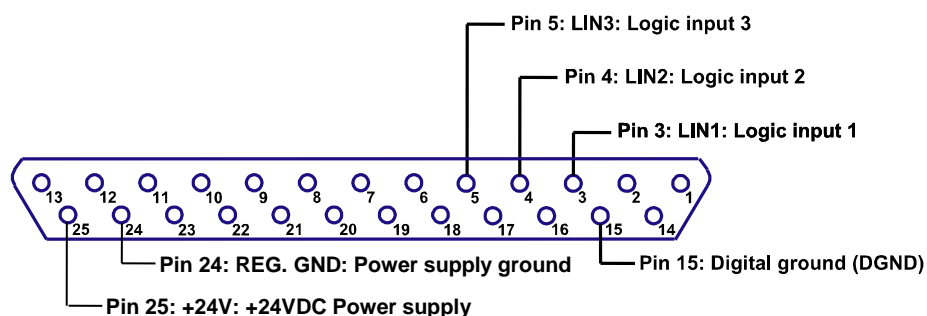 Pin 5: LIN3: Logic input 3
Pin 4: LIN2: Logic input 2
Pin 3: LIN1: Logic input 1
13 12 11 10 9 8 7 6 5 4 3 2 1
25 24 23 22 21 20 19 18 17 16 15 14
Pin 24: REG. GND: Power supply ground
Pin 15: Digital ground (DGND)
Pin 25: +24V: +24VDC Power supply